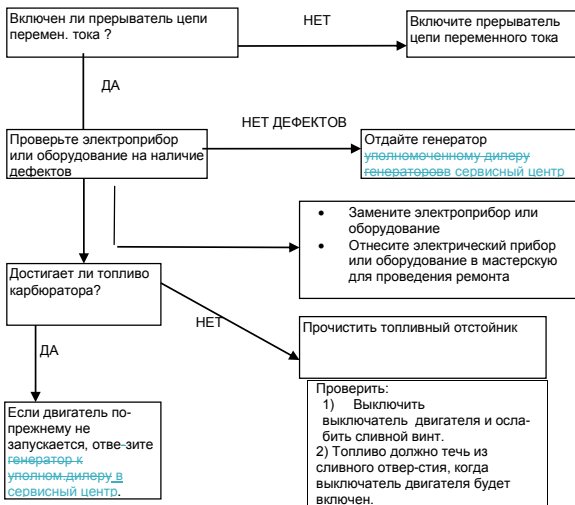 Включен ли прерыватель цепи
перемен. тока ?
НЕТ
Включите прерыватель
цепи переменного тока
ДА
НЕТ ДЕФЕКТОВ
Проверьте электроприбор
или оборудование на наличие
дефектов
Отдайте генератор
уполномоченному дилеру
генераторовв сервисный центр
• Замените электроприбор или
оборудование
• Отнесите электрический прибор
или оборудование в мастерскую
для проведения ремонта
Достигает ли топливо
карбюратора?
НЕТ
Прочистить топливный отстойник
ДА
Если двигатель по-
прежнему не
запускается, отве-зите
генератор к
уполном.дилеру в
сервисный центр.
Проверить:
1) Выключить
выключатель двигателя и осла-
бить сливной винт.
2) Топливо должно течь из
сливного отвер-стия, когда
выключатель двигателя будет
включен.